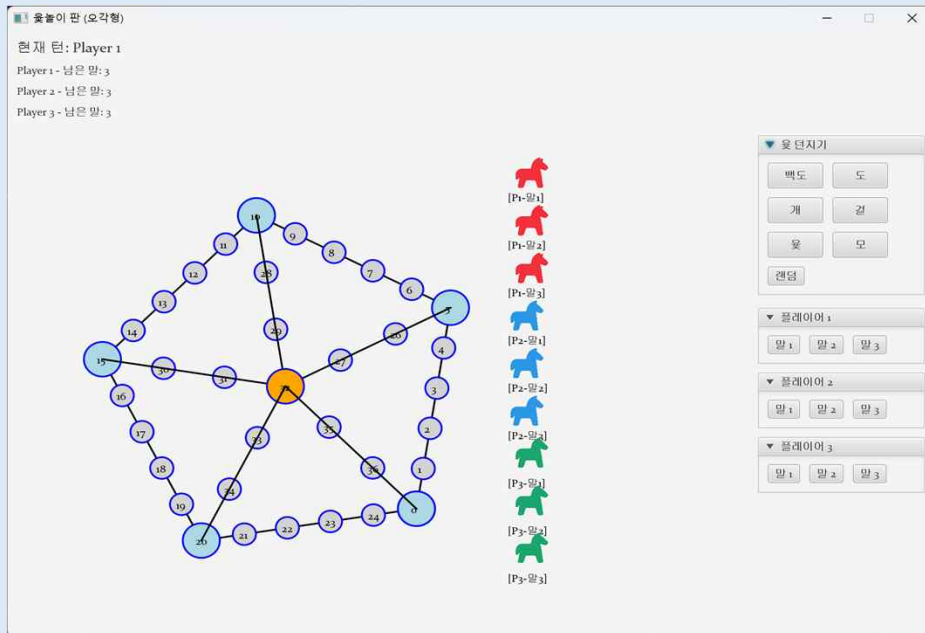 윷놀이 판 (오각형)
현재 턴: Player 1
Player 1 - 남은 말: 3
Player 2 - 남은 말: 3
Player 3 - 남은 말: 3
윷 던지기
백도 도
개 걸
윷 모
랜덤
플레이어 1
말 1 말 2 말 3
플레이어 2
말 1 말 2 말 3
플레이어 3
말 1 말 2 말 3
[P1-말1]
[P1-말2]
[P1-말3]
[P2-말1]
[P2-말2]
[P2-말3]
[P3-말1]
[P3-말2]
[P3-말3]
10
9
11
8
12
28
7
6
13
5
14
29
26
4
15
30
27
31
3
16
35
2
17
33
18
36
1
34
19
0
24
23
22
21
20